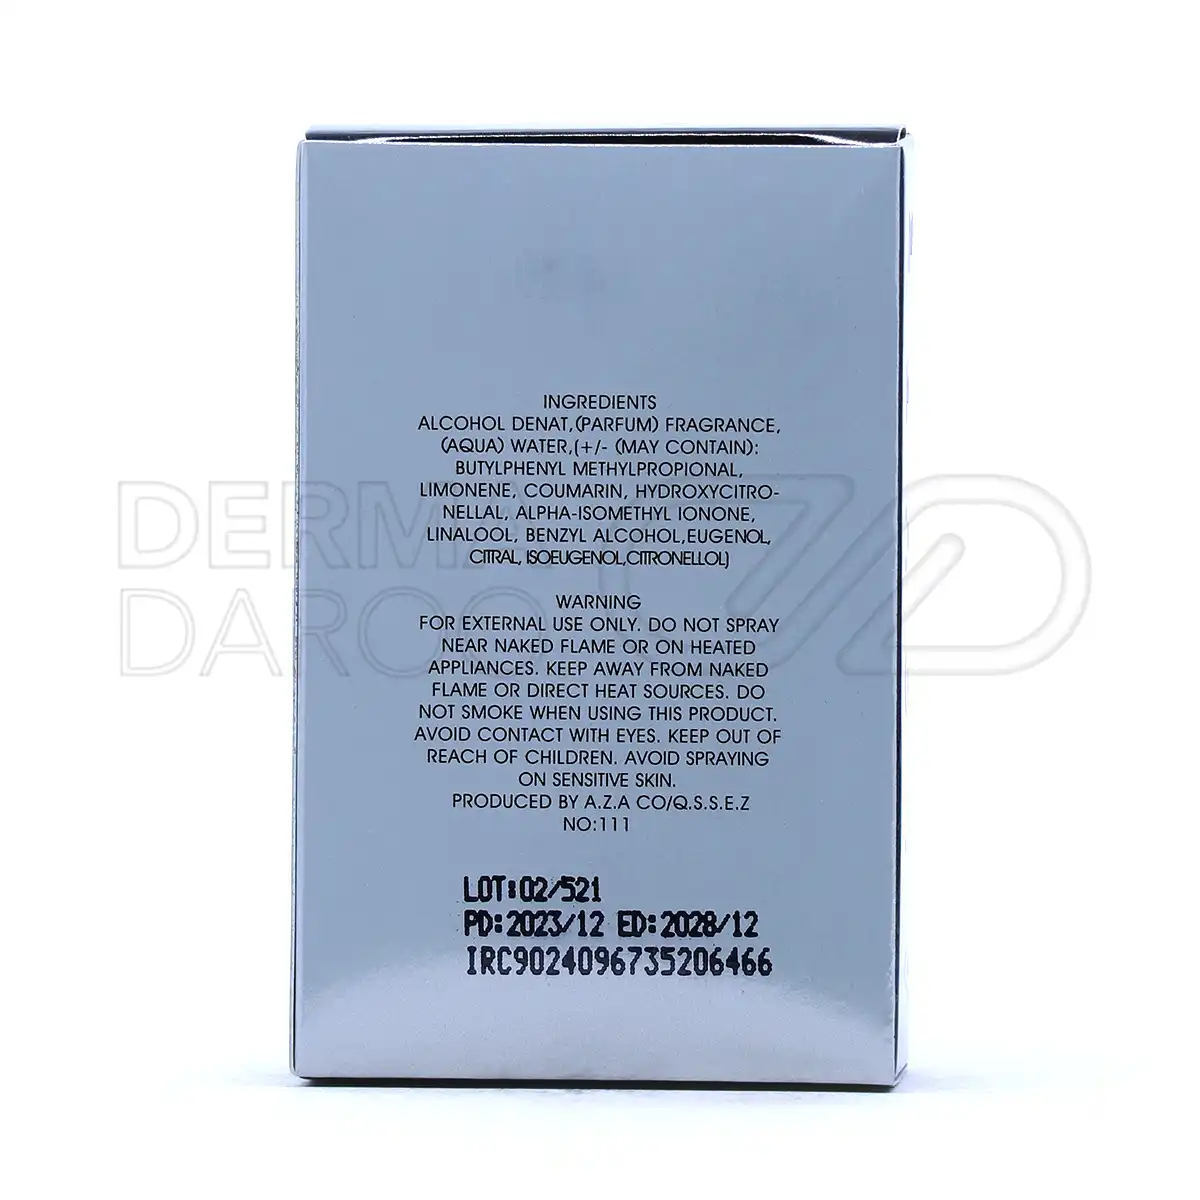 INGREDIENTS
ALCOHOL DENAT,(PARFUM) FRAGRANCE,
(AQUA) WATER,(+/- (MAY CONTAIN):
BUTYLPHENYL METHYLPROPIONAL,
LIMONENE, COUMARIN, HYDROXYCITRO-
NELLAL, ALPHA-ISOMETHYL IONONE,
LINALOOL, BENZYL ALCOHOL,EUGENOL,
CITRAL, ISOEUGENOL,CITRONELLOL)
WARNING
FOR EXTERNAL USE ONLY. DO NOT SPRAY
NEAR NAKED FLAME OR ON HEATED
APPLIANCES. KEEP AWAY FROM NAKED
FLAME OR DIRECT HEAT SOURCES. DO
NOT SMOKE WHEN USING THIS PRODUCT.
AVOID CONTACT WITH EYES. KEEP OUT OF
REACH OF CHILDREN. AVOID SPRAYING
ON SENSITIVE SKIN.
PRODUCED BY A.Z.A CO/Q.S.S.E.Z
NO:111
LOT:02/521
PD:2023/12 ED:2028/12
IRC9024096735206466
DERMA
DAROO